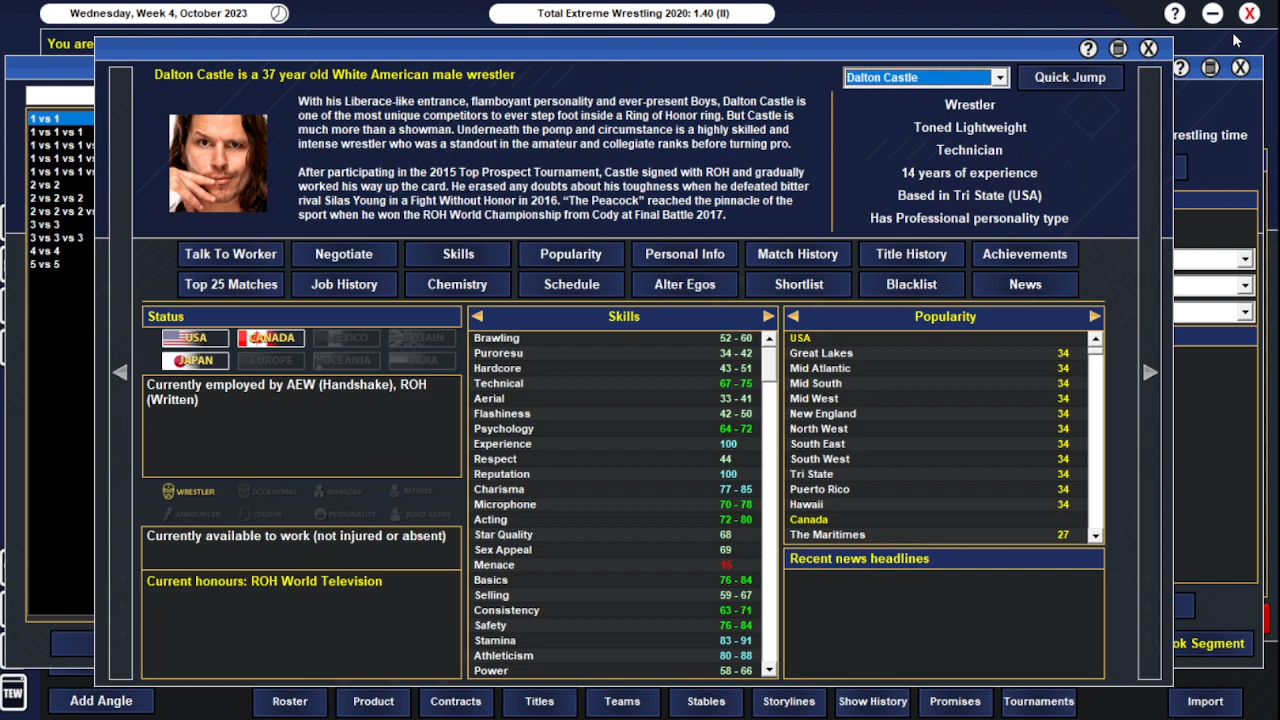 Wednesday, Week 4, October 2023
Total Extreme Wrestling 2020: 1.40 (II)
? − X
You are
? X
Dalton Castle is a 37 year old White American male wrestler
Dalton Castle
Quick Jump
? X
With his Liberace-like entrance, flamboyant personality and ever-present Boys, Dalton Castle is
one of the most unique competitors to ever step foot inside a Ring of Honor ring. But Castle is
much more than a showman. Underneath the pomp and circumstance is a highly skilled and
intense wrestler who was a standout in the amateur and collegiate ranks before turning pro.
After participating in the 2015 Top Prospect Tournament, Castle signed with ROH and gradually
worked his way up the card. He erased any doubts about his toughness when he defeated bitter
rival Silas Young in a Fight Without Honor in 2016. “The Peacock” reached the pinnacle of the
sport when he won the ROH World Championship from Cody at Final Battle 2017.
Wrestler
Toned Lightweight
Technician
14 years of experience
Based in Tri State (USA)
Has Professional personality type
restling time
1 vs 1
1 vs 1 vs 1
1 vs 1 vs 1 v
1 vs 1 vs 1 v
1 vs 1 vs 1 v
2 vs 2
2 vs 2 vs 2
2 vs 2 vs 2 v
3 vs 3
3 vs 3 vs 3
4 vs 4
5 vs 5
Talk To Worker
Negotiate
Skills
Popularity
Personal Info
Match History
Title History
Achievements
Top 25 Matches
Job History
Chemistry
Schedule
Alter Egos
Shortlist
Blacklist
News
Status
USA
CANADA
MEXICO
BRITAIN
JAPAN
EUROPE
OCEANIA
INDIA
Currently employed by AEW (Handshake), ROH
(Written)
WRESTLER
OCCASIONAL
MANAGER
REFEREE
ANNOUNCER
COLOUR
PERSONALITY
ROAD AGENT
Currently available to work (not injured or absent)
Current honours: ROH World Television
Skills
Brawling 52 - 60
Puroresu 34 - 42
Hardcore 43 - 51
Technical 67 - 75
Aerial 33 - 41
Flashiness 42 - 50
Psychology 64 - 72
Experience 100
Respect 44
Reputation 100
Charisma 77 - 85
Microphone 70 - 78
Acting 72 - 80
Star Quality 68
Sex Appeal 69
Menace
Basics 76 - 84
Selling 59 - 67
Consistency 63 - 71
Safety 76 - 84
Stamina 83 - 91
Athleticism 80 - 88
Power 58 - 66
Popularity
USA
Great Lakes 34
Mid Atlantic 34
Mid South 34
Mid West 34
New England 34
North West 34
South East 34
South West 34
Tri State 34
Puerto Rico 34
Hawaii 34
Canada
The Maritimes 27
Recent news headlines
ok Segment
TEW
Add Angle
Roster
Product
Contracts
Titles
Teams
Stables
Storylines
Show History
Promises
Tournaments
Import